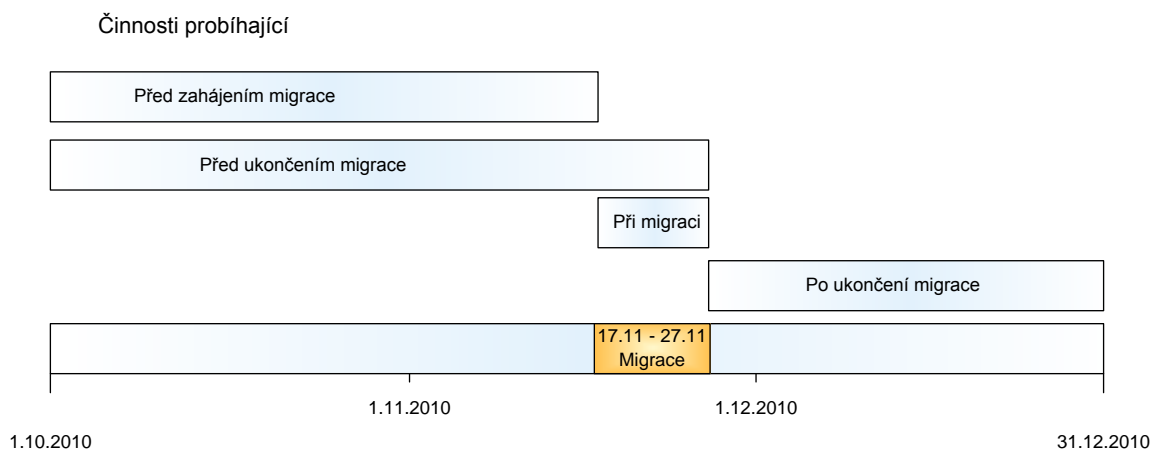 Činnosti probíhající
Před zahájením migrace
Před ukončením migrace
Při migraci
Po ukončení migrace
17.11 - 27.11
Migrace
1.11.2010
1.12.2010
1.10.2010
31.12.2010